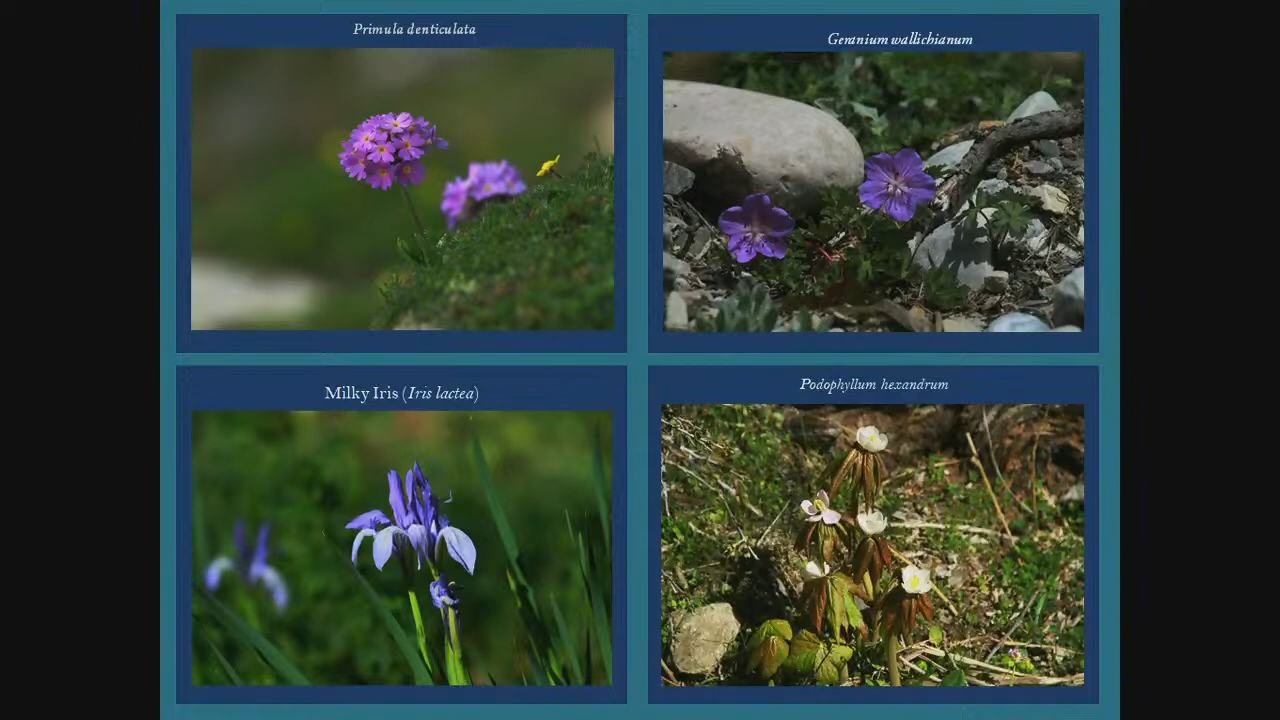 Primula denticulata
Geranium wallichianum
Milky Iris (Iris lactea)
Podophyllum hexandrum